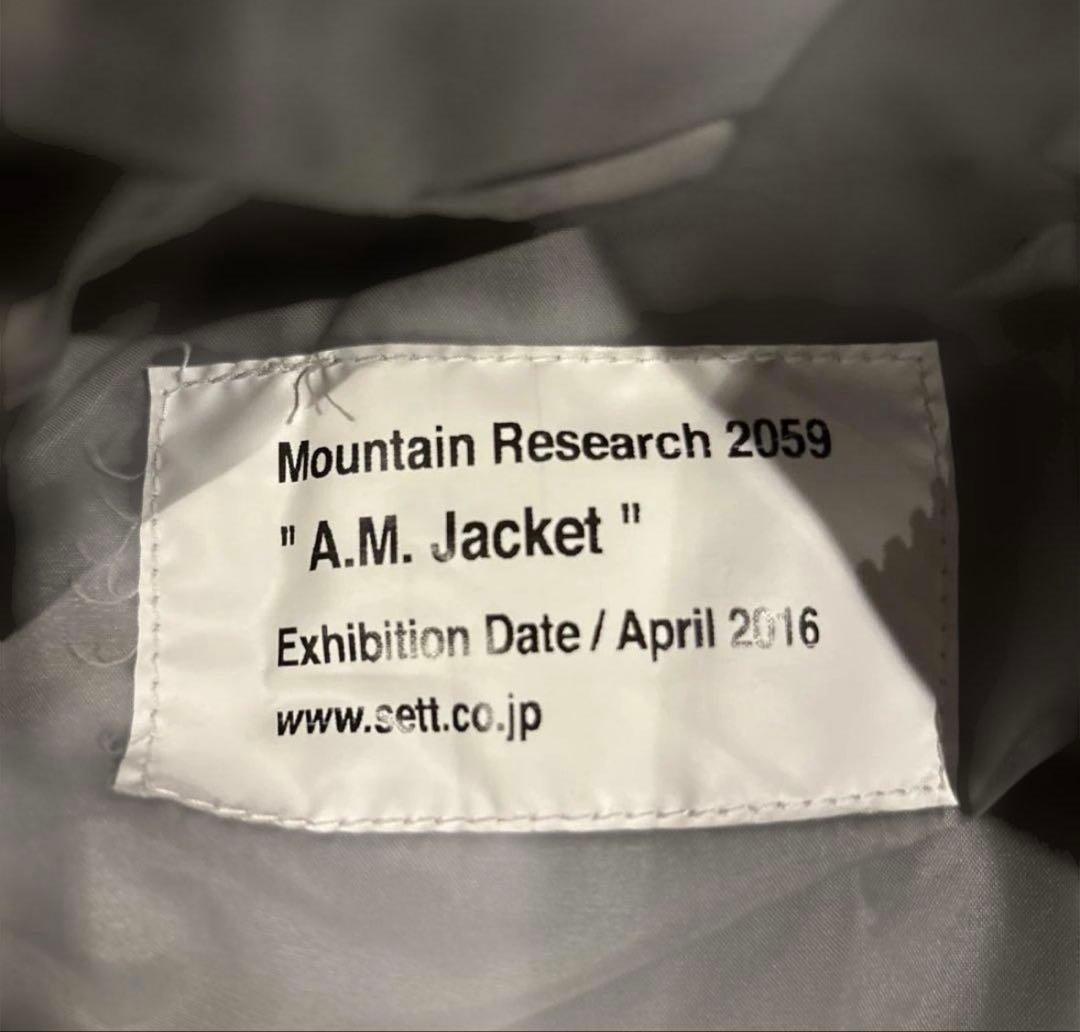 Mountain Research 2059
" A.M. Jacket "
Exhibition Date / April 2016
www.sett.co.jp